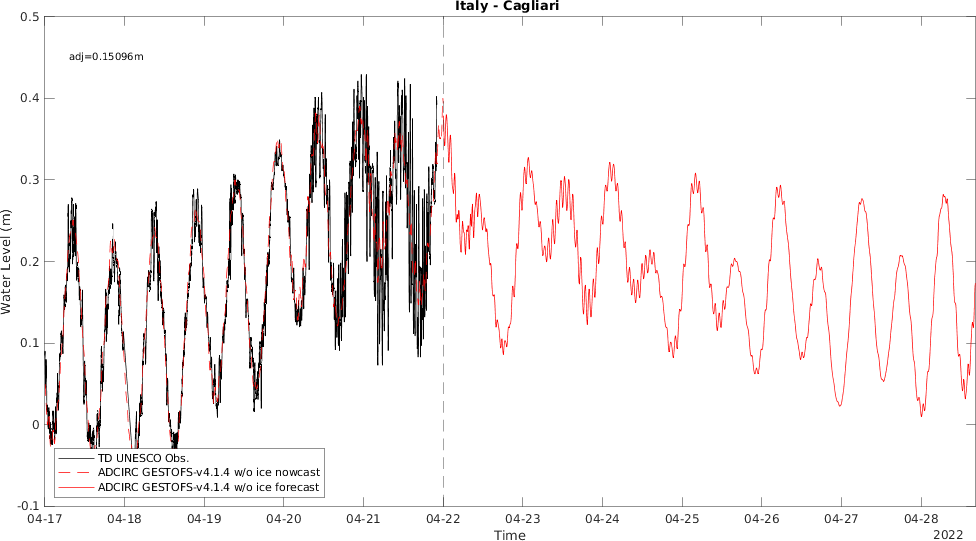 Italy - Cagliari
adj=0.15096m
0.5
0.4
0.3
0.2
0.1
0
-0.1
Water Level (m)
TD UNESCO Obs.
ADCIRC GESTOFS-v4.1.4 w/o ice nowcast
ADCIRC GESTOFS-v4.1.4 w/o ice forecast
04-17 04-18 04-19 04-20 04-21 04-22 04-23 04-24 04-25 04-26 04-27 04-28
Time
2022